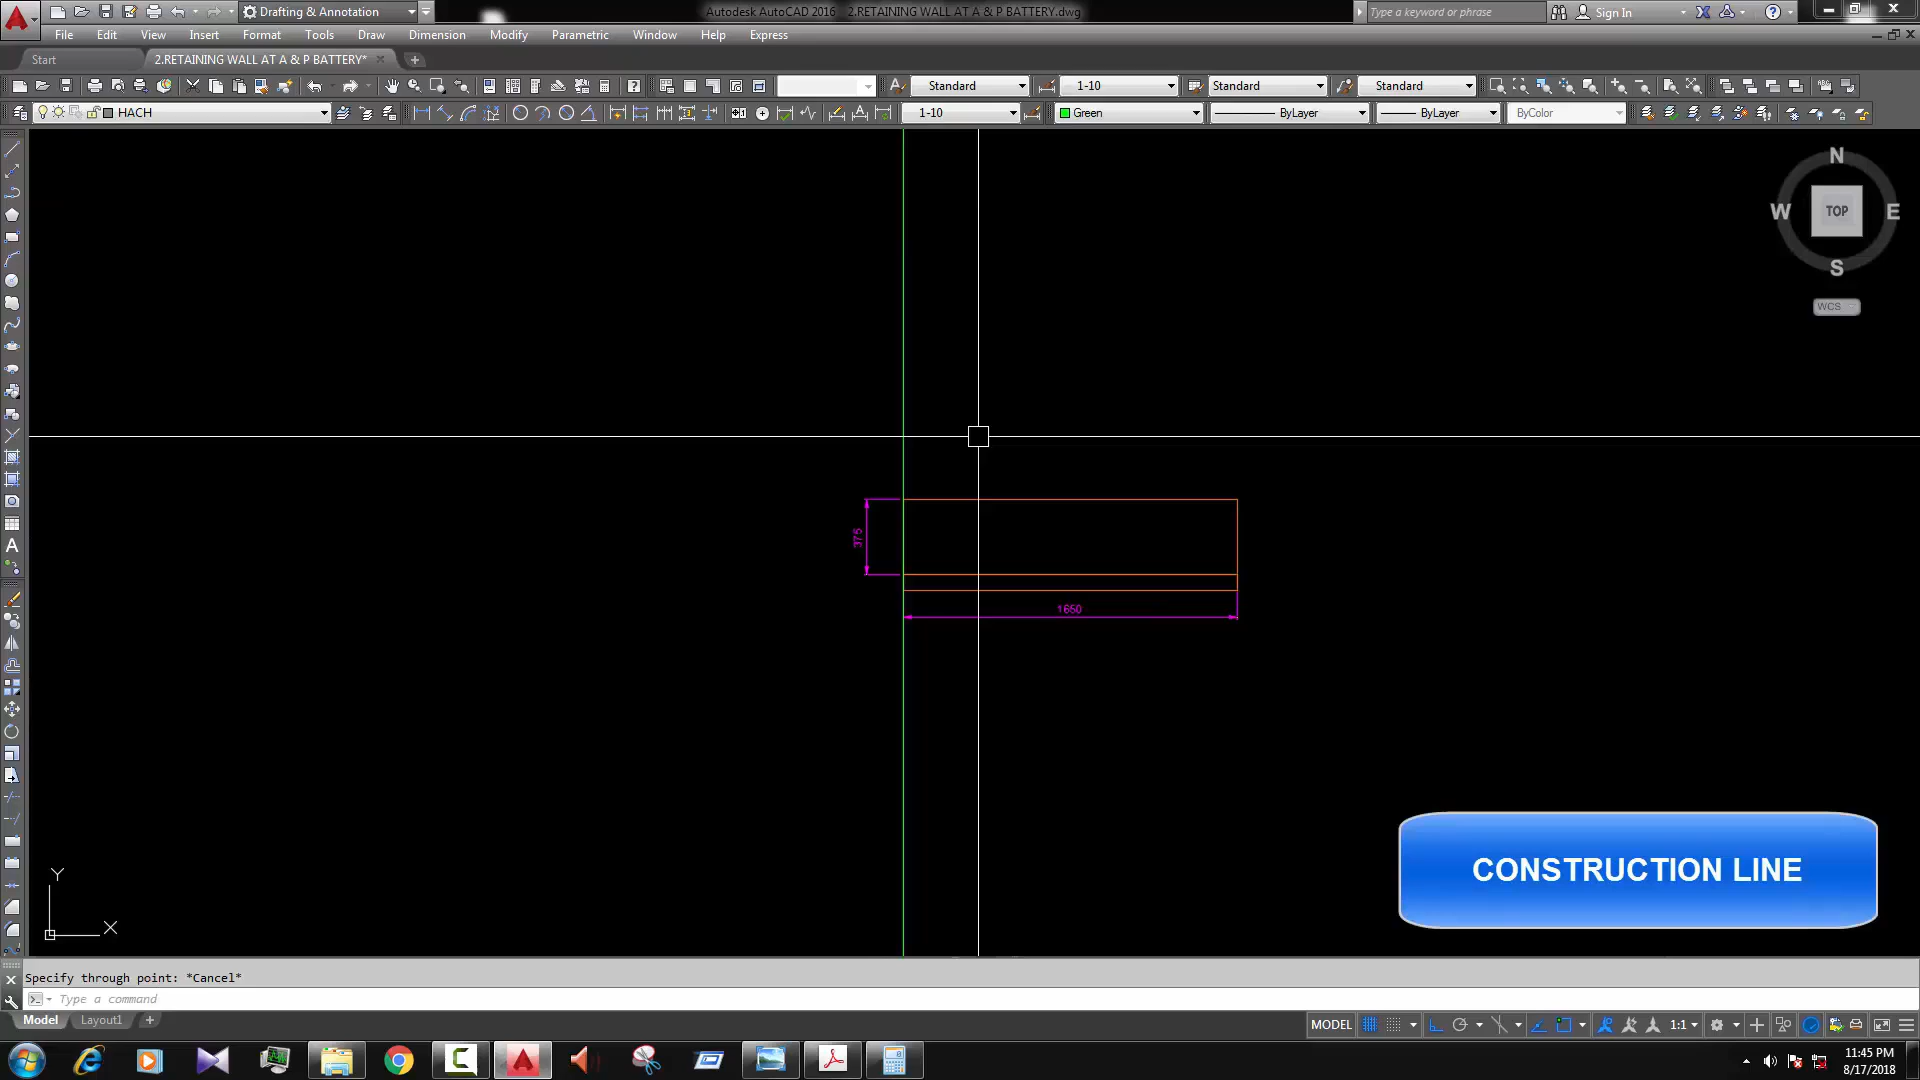 Drafting & Annotation
Autodesk AutoCAD 2016 2.RETAINING WALL AT A & P BATTERY.dwg
Type a keyword or phrase
Sign In
File Edit View Insert Format Tools Draw Dimension Modify Parametric Window Help Express
Start 2.RETAINING WALL AT A & P BATTERY*
Standard 1-10 Standard Standard
HACH 1-10 Green ByLayer ByLayer ByColor
N
W TOP E
S
WCS
375
1650
CONSTRUCTION LINE
Y
X
Specify through point: *Cancel*
Type a command
Model Layout1
MODEL 1:1
11:45 PM
8/17/2018